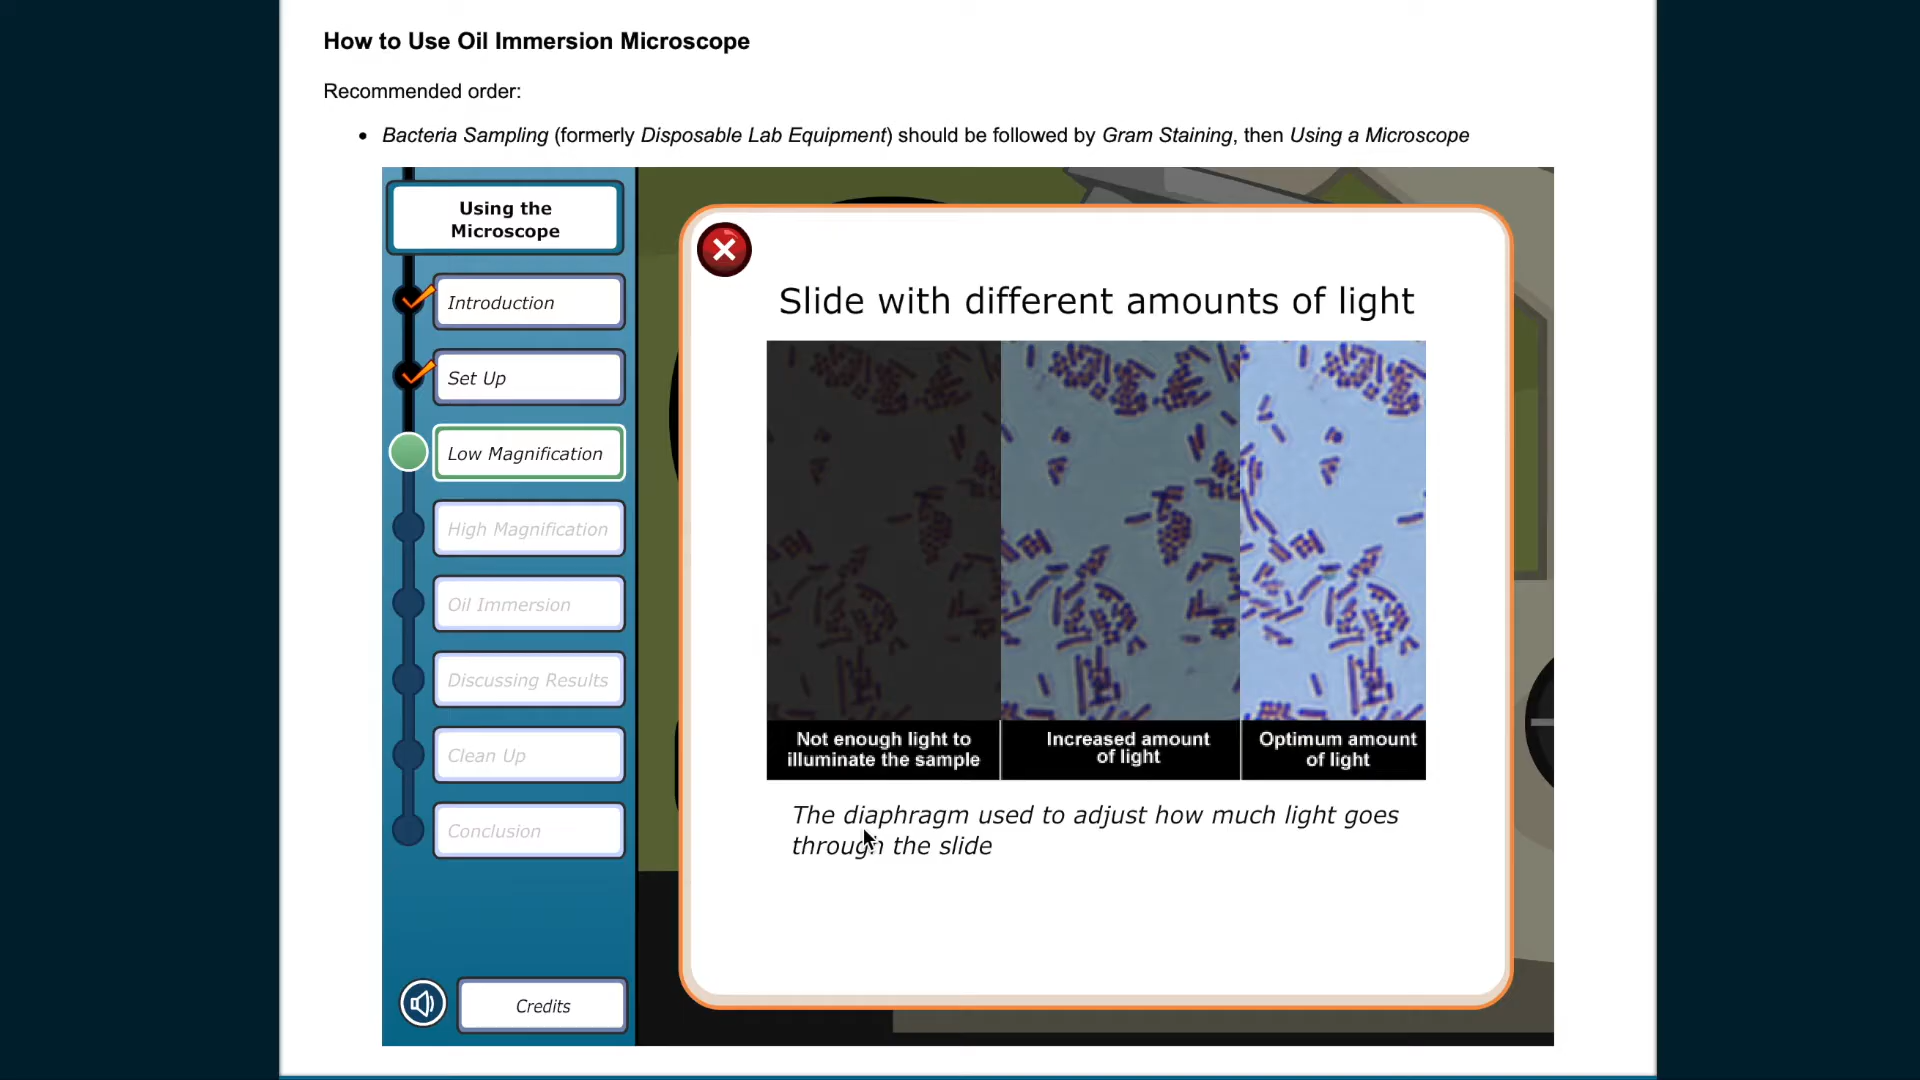 How to Use Oil Immersion Microscope
Recommended order:
• Bacteria Sampling (formerly Disposable Lab Equipment) should be followed by Gram Staining, then Using a Microscope
Using the
Microscope
Introduction
Set Up
Low Magnification
High Magnification
Oil Immersion
Discussing Results
Clean Up
Conclusion
Credits
Slide with different amounts of light
Not enough light to
illuminate the sample
Increased amount
of light
Optimum amount
of light
The diaphragm used to adjust how much light goes
through the slide